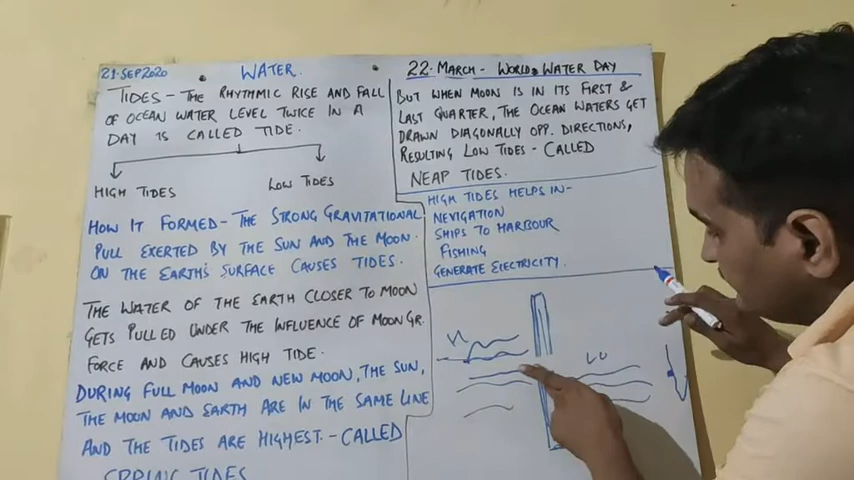 21-SEP2020
WATER
TIDES - THE RHYTHMIC RISE AND FALL
OF OCEAN WATER LEVEL TWICE IN A
DAY IS CALLED TIDE.
HIGH TIDES
LOW TIDES
HOW IT FORMED - THE STRONG GRAVITATIONAL
PULL EXERTED BY THE SUN AND THE MOON
ON THE EARTH'S SURFACE CAUSES TIDES.
THE WATER OF THE EARTH CLOSER TO MOON
GETS PULLED UNDER THE INFLUENCE OF MOON GR.
FORCE AND CAUSES HIGH TIDE.
DURING FULL MOON AND NEW MOON, THE SUN,
THE MOON AND EARTH ARE IN THE SAME LINE
AND THE TIDES ARE HIGHEST. - CALLED
SPRING TIDES
22-MARCH - WORLD WATER DAY
BUT WHEN MOON IS IN ITS FIRST &
LAST QUARTER, THE OCEAN WATERS GET
DRAWN DIAGONALLY OPP. DIRECTIONS,
RESULTING LOW TIDES - CALLED
NEAP TIDES.
HIGH TIDES HELPS IN-
NEVIGATION
SHIPS TO HARBOUR
FISHING
GENERATE ELECTRICITY.